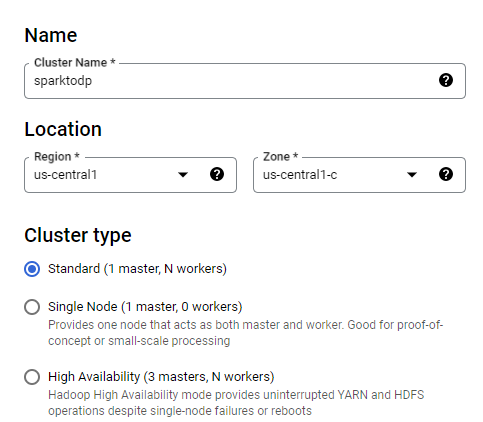 Name
Cluster Name *
sparktodp
Location
Region *
us-central1
Zone *
us-central1-c
Cluster type
Standard (1 master, N workers)
Single Node (1 master, 0 workers)
Provides one node that acts as both master and worker. Good for proof-of-
concept or small-scale processing
High Availability (3 masters, N workers)
Hadoop High Availability mode provides uninterrupted YARN and HDFS
operations despite single-node failures or reboots